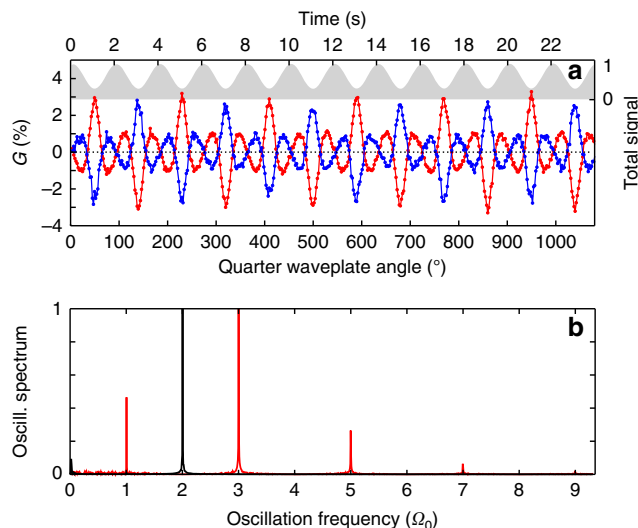 Time (s)
0 2 4 6 8 10 12 14 16 18 20 22
a
4
2
0
−2
−4
G (%)
1
0
Total signal
0 100 200 300 400 500 600 700 800 900 1000
Quarter waveplate angle (°)
b
1
0
Oscill. spectrum
0 1 2 3 4 5 6 7 8 9
Oscillation frequency (Ω0)